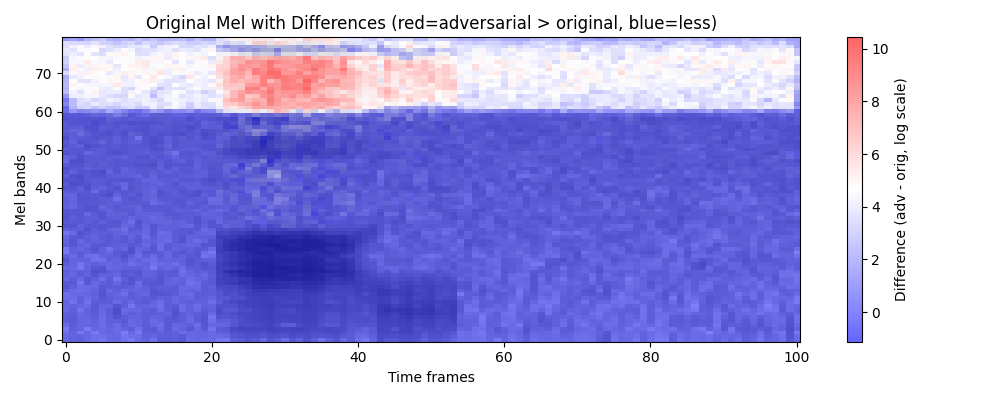 Original Mel with Differences (red=adversarial > original, blue=less)
Mel bands
70
60
50
40
30
20
10
0
0 20 40 60 80 100
Time frames
10
8
6
4
2
0
Difference (adv - orig, log scale)